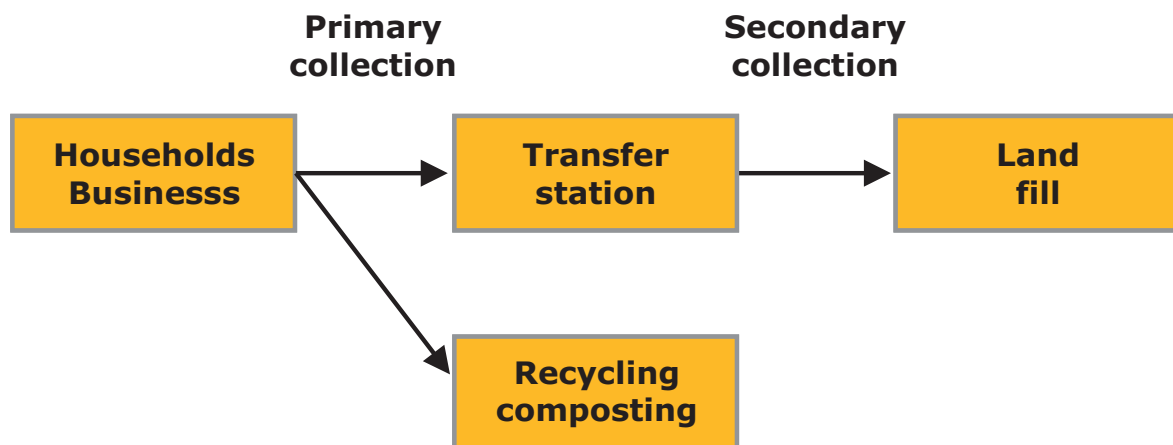 Primary
collection
Secondary
collection
Households
Businesss
Transfer
station
Land
fill
Recycling
composting